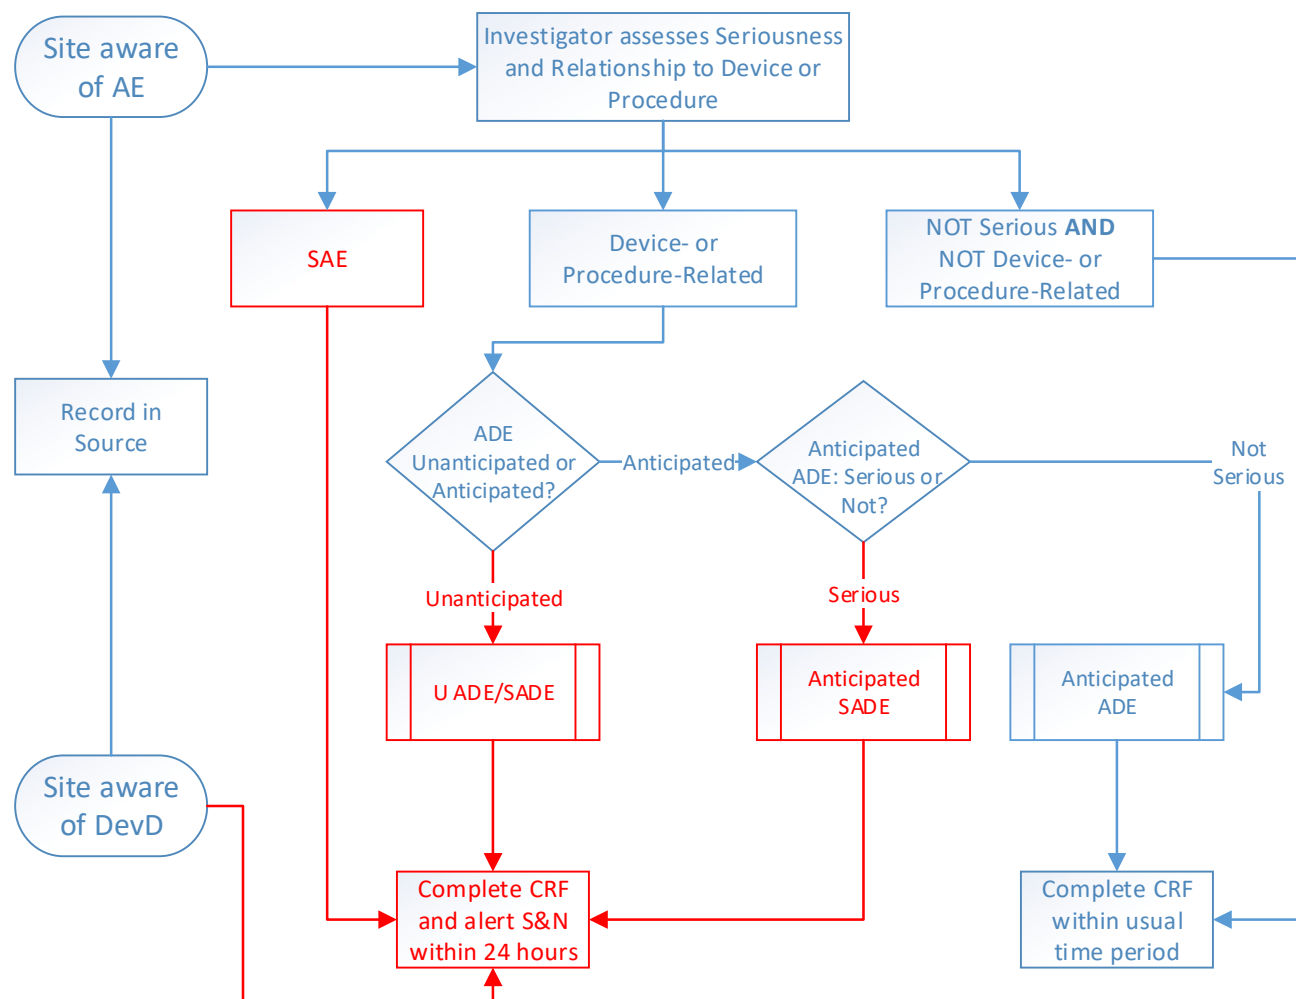 Site aware
of AE
Investigator assesses Seriousness
and Relationship to Device or
Procedure
SAE
Device- or
Procedure-Related
NOT Serious AND
NOT Device- or
Procedure-Related
Record in
Source
ADE
Unanticipated or
Anticipated?
Anticipated
Anticipated
ADE: Serious or
Not?
Not
Serious
Unanticipated
Serious
U ADE/SADE
Anticipated
SADE
Anticipated
ADE
Site aware
of DevD
Complete CRF
and alert S&N
within 24 hours
Complete CRF
within usual
time period